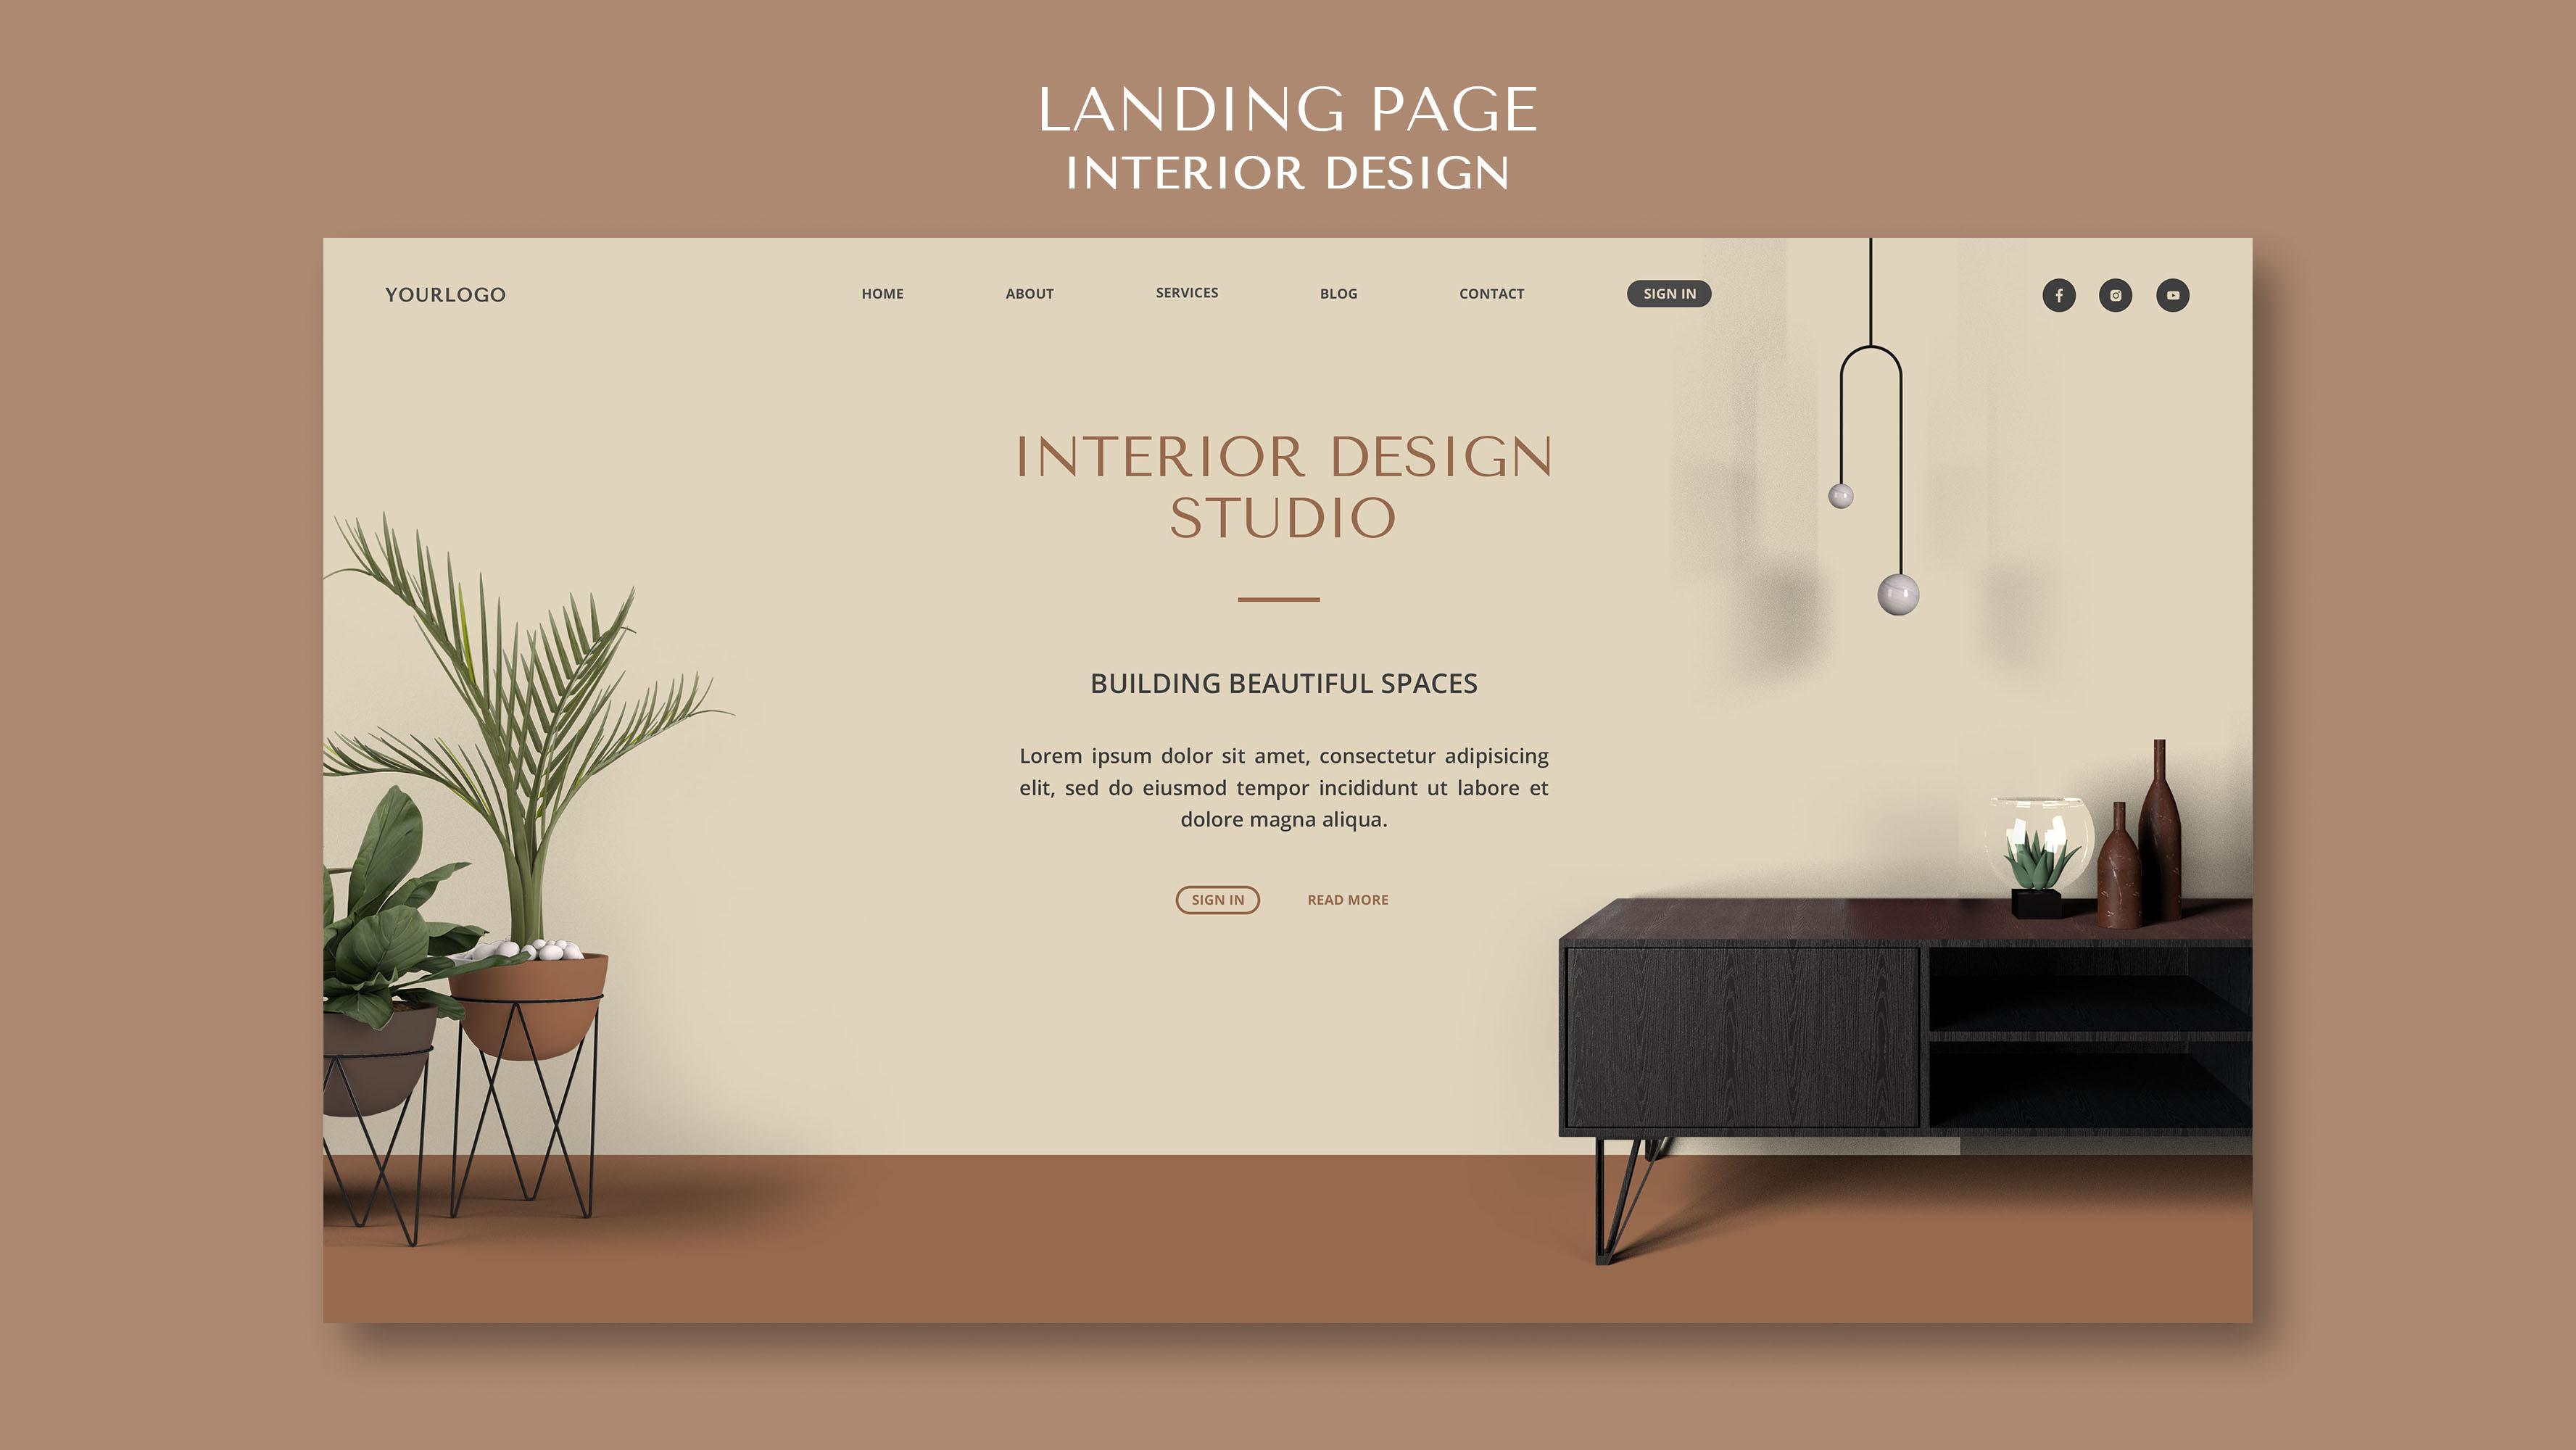 LANDING PAGE
INTERIOR DESIGN
YOURLOGO
HOME
ABOUT
SERVICES
BLOG
CONTACT
SIGN IN
INTERIOR DESIGN
STUDIO
BUILDING BEAUTIFUL SPACES
Lorem ipsum dolor sit amet, consectetur adipisicing
elit, sed do eiusmod tempor incididunt ut labore et
dolore magna aliqua.
SIGN IN
READ MORE